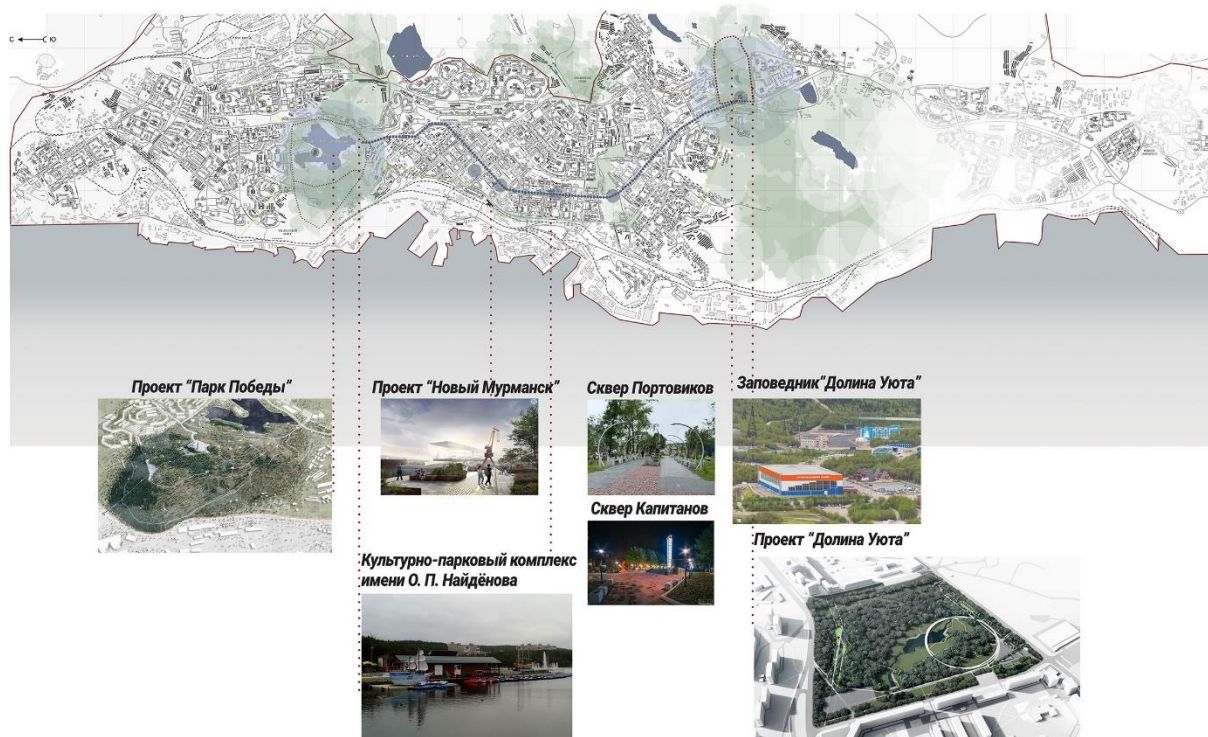 С
Ю
Проект “Парк Победы”
Проект “Новый Мурманск”
Сквер Портовиков
Заповедник”Долина Уюта”
Сквер Капитанов
Проект “Долина Уюта”
Культурно-парковый комплекс
имени О. П. Найдёнова